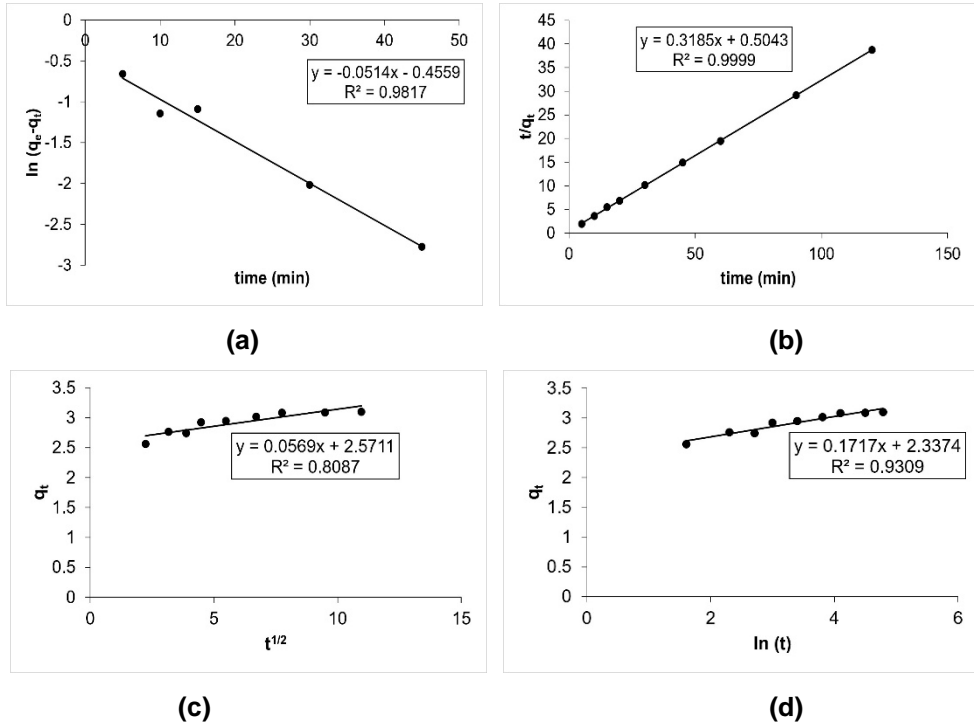 0
0
10
20
30
40
50
-0.5
-1
-1.5
-2
-2.5
-3
ln (qₑ-qₜ)
y = -0.0514x - 0.4559
R² = 0.9817
time (min)
(a)
45
40
35
30
25
20
15
10
5
0
t/qₜ
y = 0.3185x + 0.5043
R² = 0.9999
0
50
100
150
time (min)
(b)
3.5
3
2.5
2
1.5
1
0.5
0
qₜ
y = 0.0569x + 2.5711
R² = 0.8087
0
5
10
15
t¹/²
(c)
3.5
3
2.5
2
1.5
1
0.5
0
qₜ
y = 0.1717x + 2.3374
R² = 0.9309
0
2
4
6
ln (t)
(d)